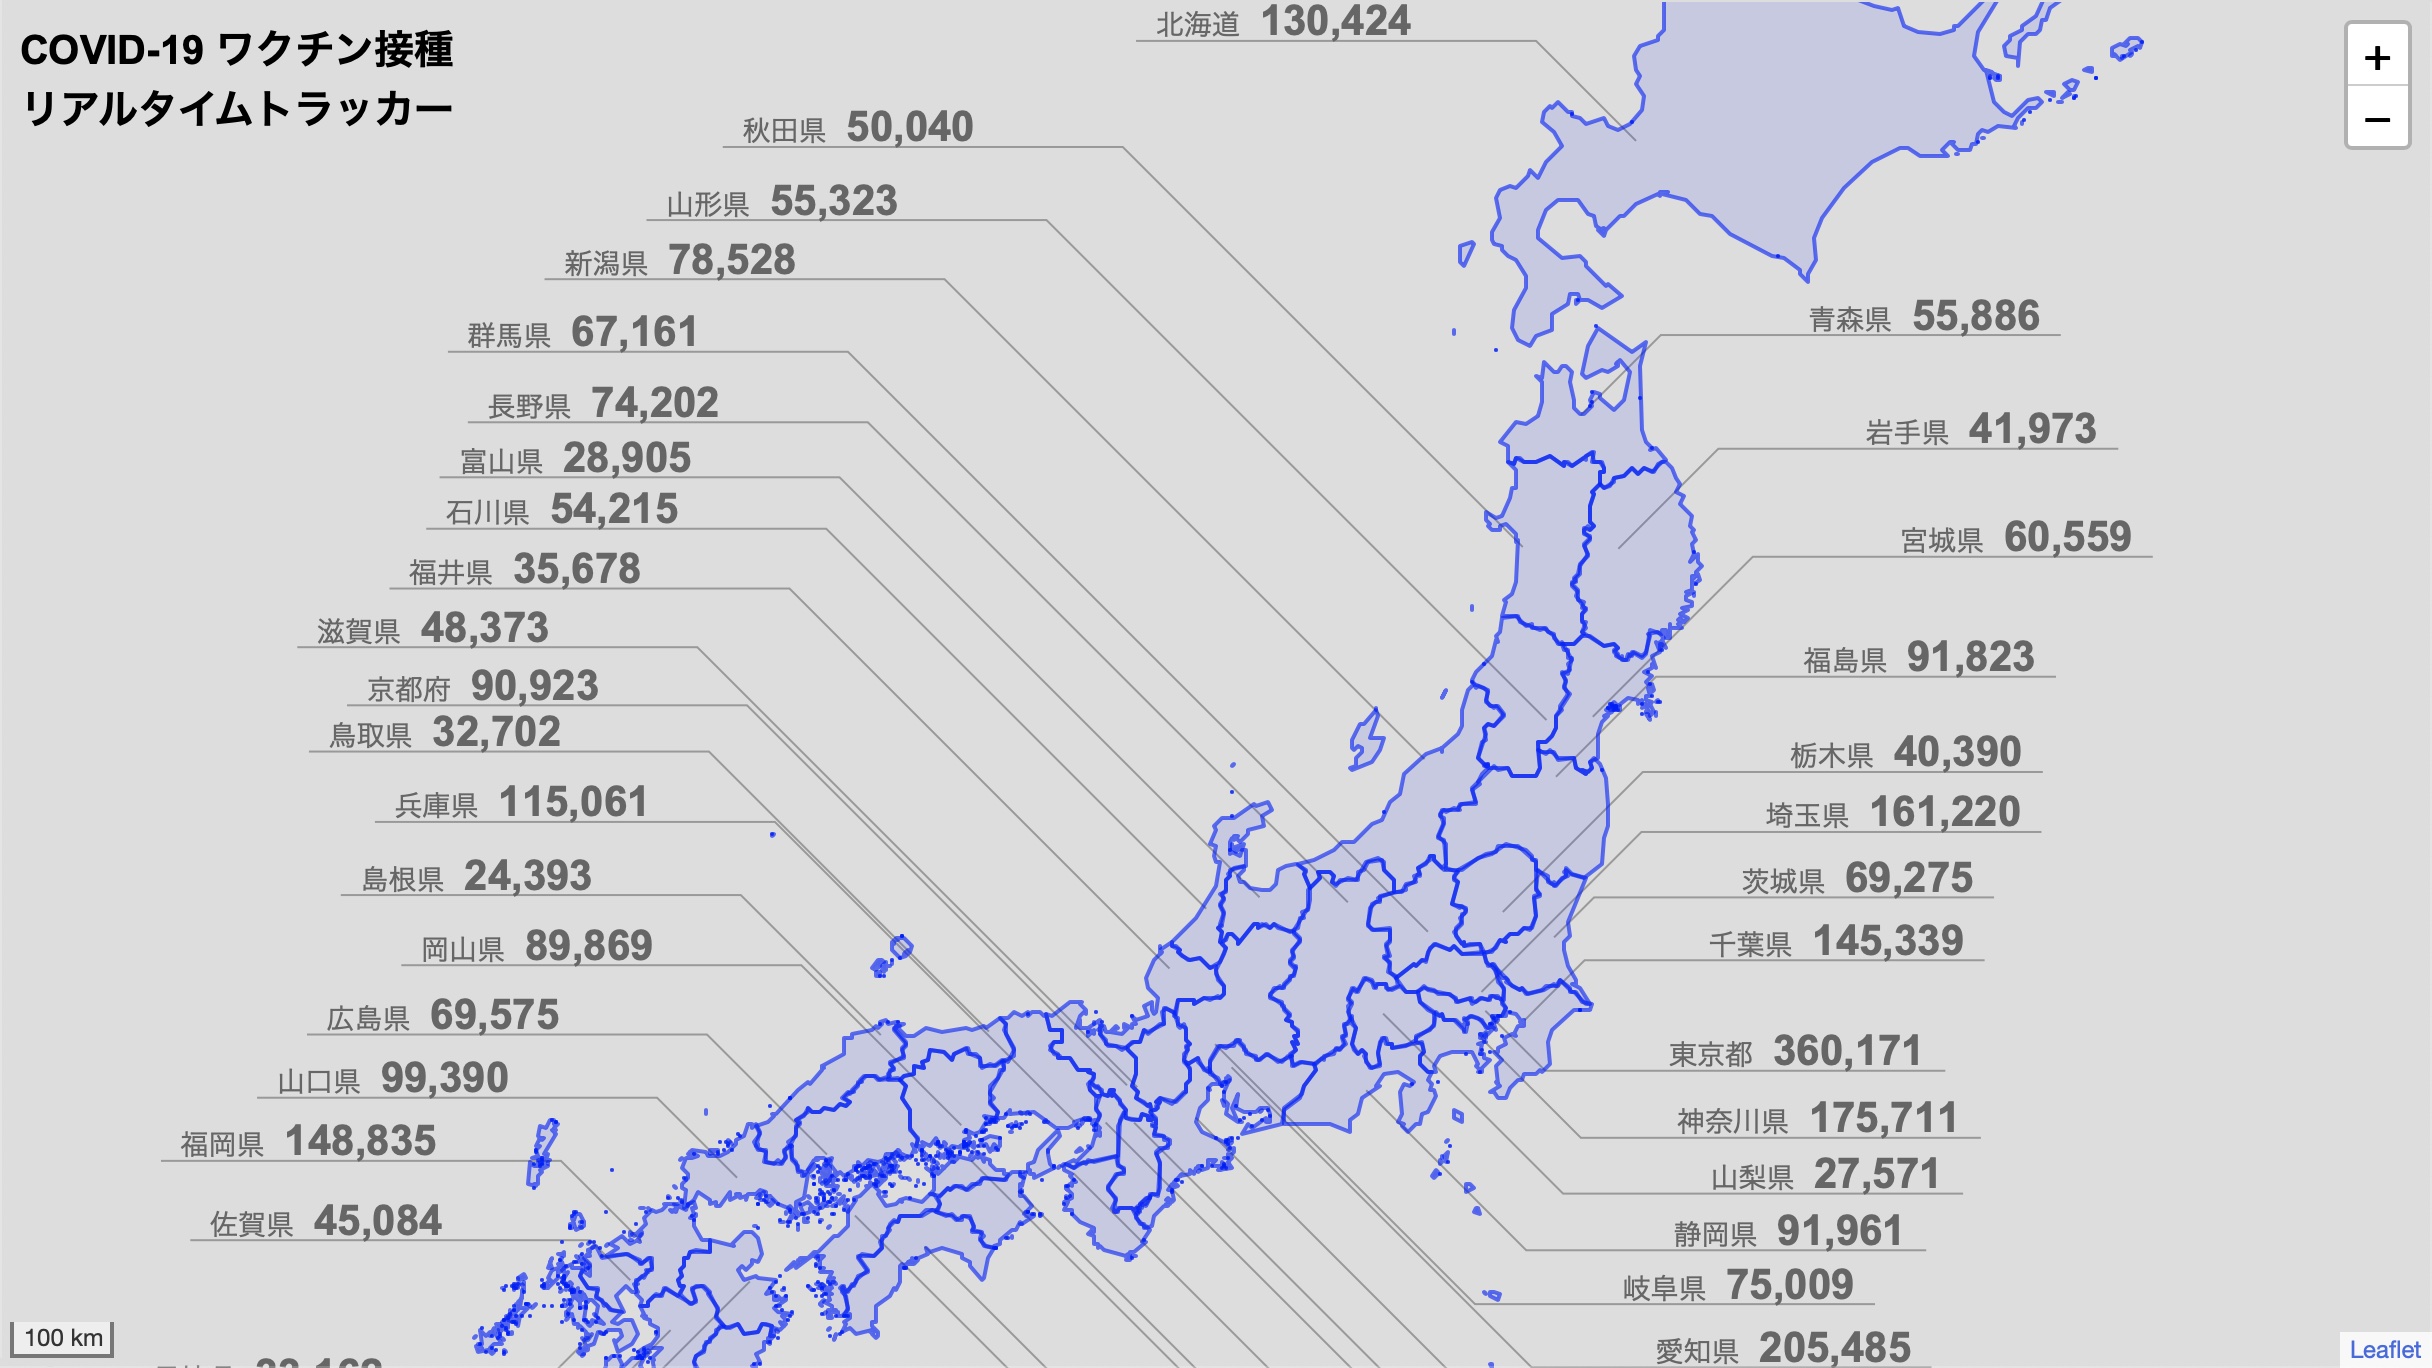 COVID-19 ワクチン接種
リアルタイムトラッカー
北海道 130,424
秋田県 50,040
山形県 55,323
新潟県 78,528
群馬県 67,161
長野県 74,202
富山県 28,905
石川県 54,215
福井県 35,678
滋賀県 48,373
京都府 90,923
鳥取県 32,702
兵庫県 115,061
島根県 24,393
岡山県 89,869
広島県 69,575
山口県 99,390
福岡県 148,835
佐賀県 45,084
青森県 55,886
岩手県 41,973
宮城県 60,559
福島県 91,823
栃木県 40,390
埼玉県 161,220
茨城県 69,275
千葉県 145,339
東京都 360,171
神奈川県 175,711
山梨県 27,571
静岡県 91,961
岐阜県 75,009
愛知県 205,485
+
−
100 km
Leaflet